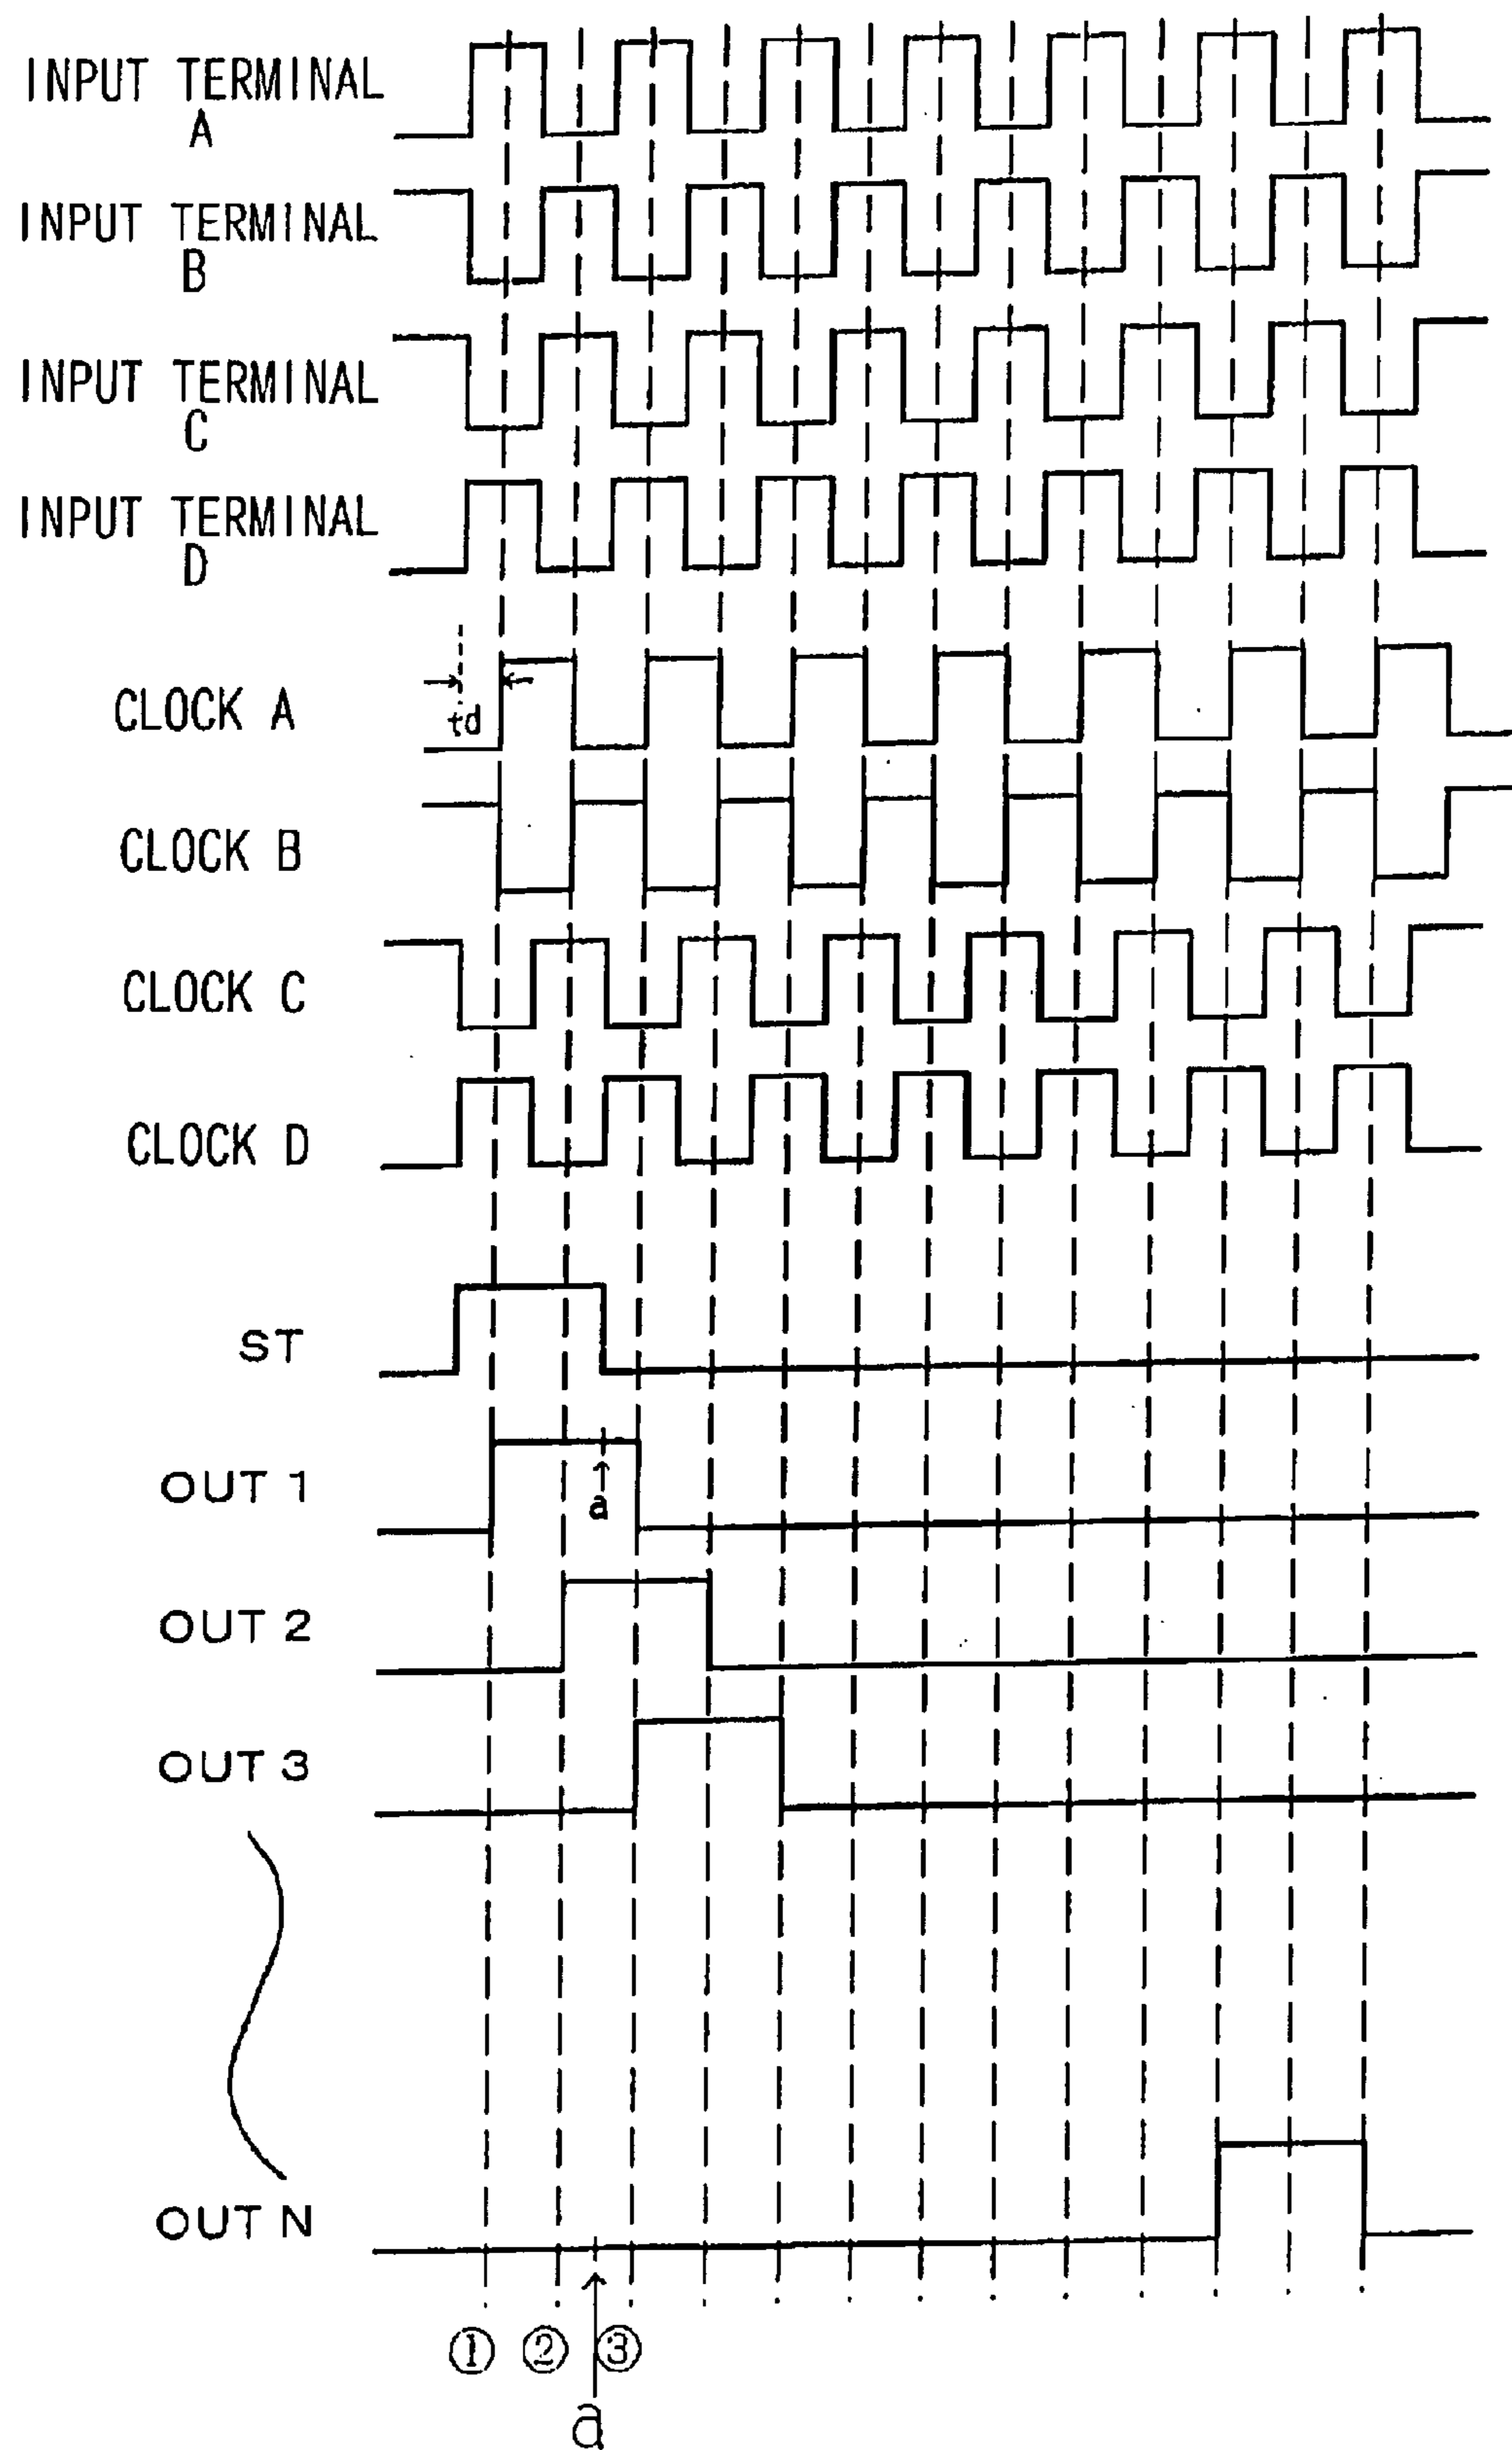 INPUT TERMINAL
A
INPUT TERMINAL
B
INPUT TERMINAL
C
INPUT TERMINAL
D
td
CLOCK A
CLOCK B
CLOCK C
CLOCK D
ST
OUT 1
a
OUT 2
OUT 3
OUT N
① ② ③
a